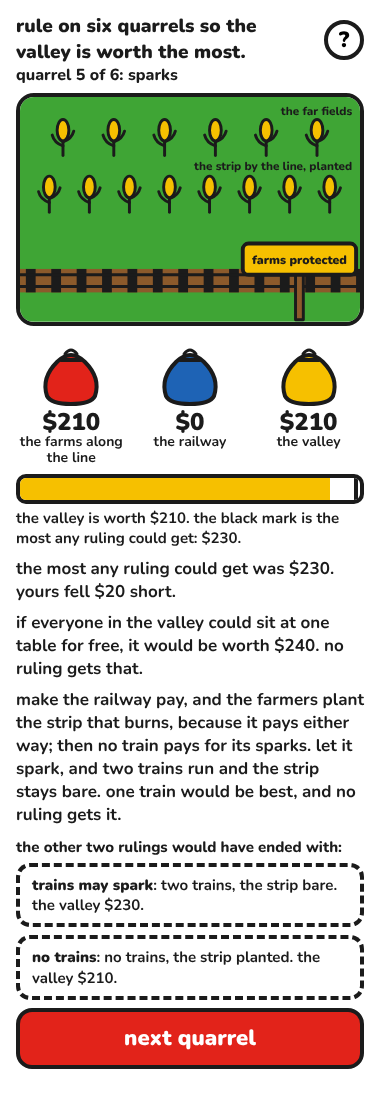 rule on six quarrels so the
valley is worth the most.
?
quarrel 5 of 6: sparks
the far fields
the strip by the line, planted
farms protected
$210
the farms along
the line
$0
the railway
$210
the valley
the valley is worth $210. the black mark is the
most any ruling could get: $230.
the most any ruling could get was $230.
yours fell $20 short.
if everyone in the valley could sit at one
table for free, it would be worth $240. no
ruling gets that.
make the railway pay, and the farmers plant
the strip that burns, because it pays either
way; then no train pays for its sparks. let it
spark, and two trains run and the strip
stays bare. one train would be best, and no
ruling gets it.
the other two rulings would have ended with:
trains may spark: two trains, the strip bare.
the valley $230.
no trains: no trains, the strip planted. the
valley $210.
next quarrel